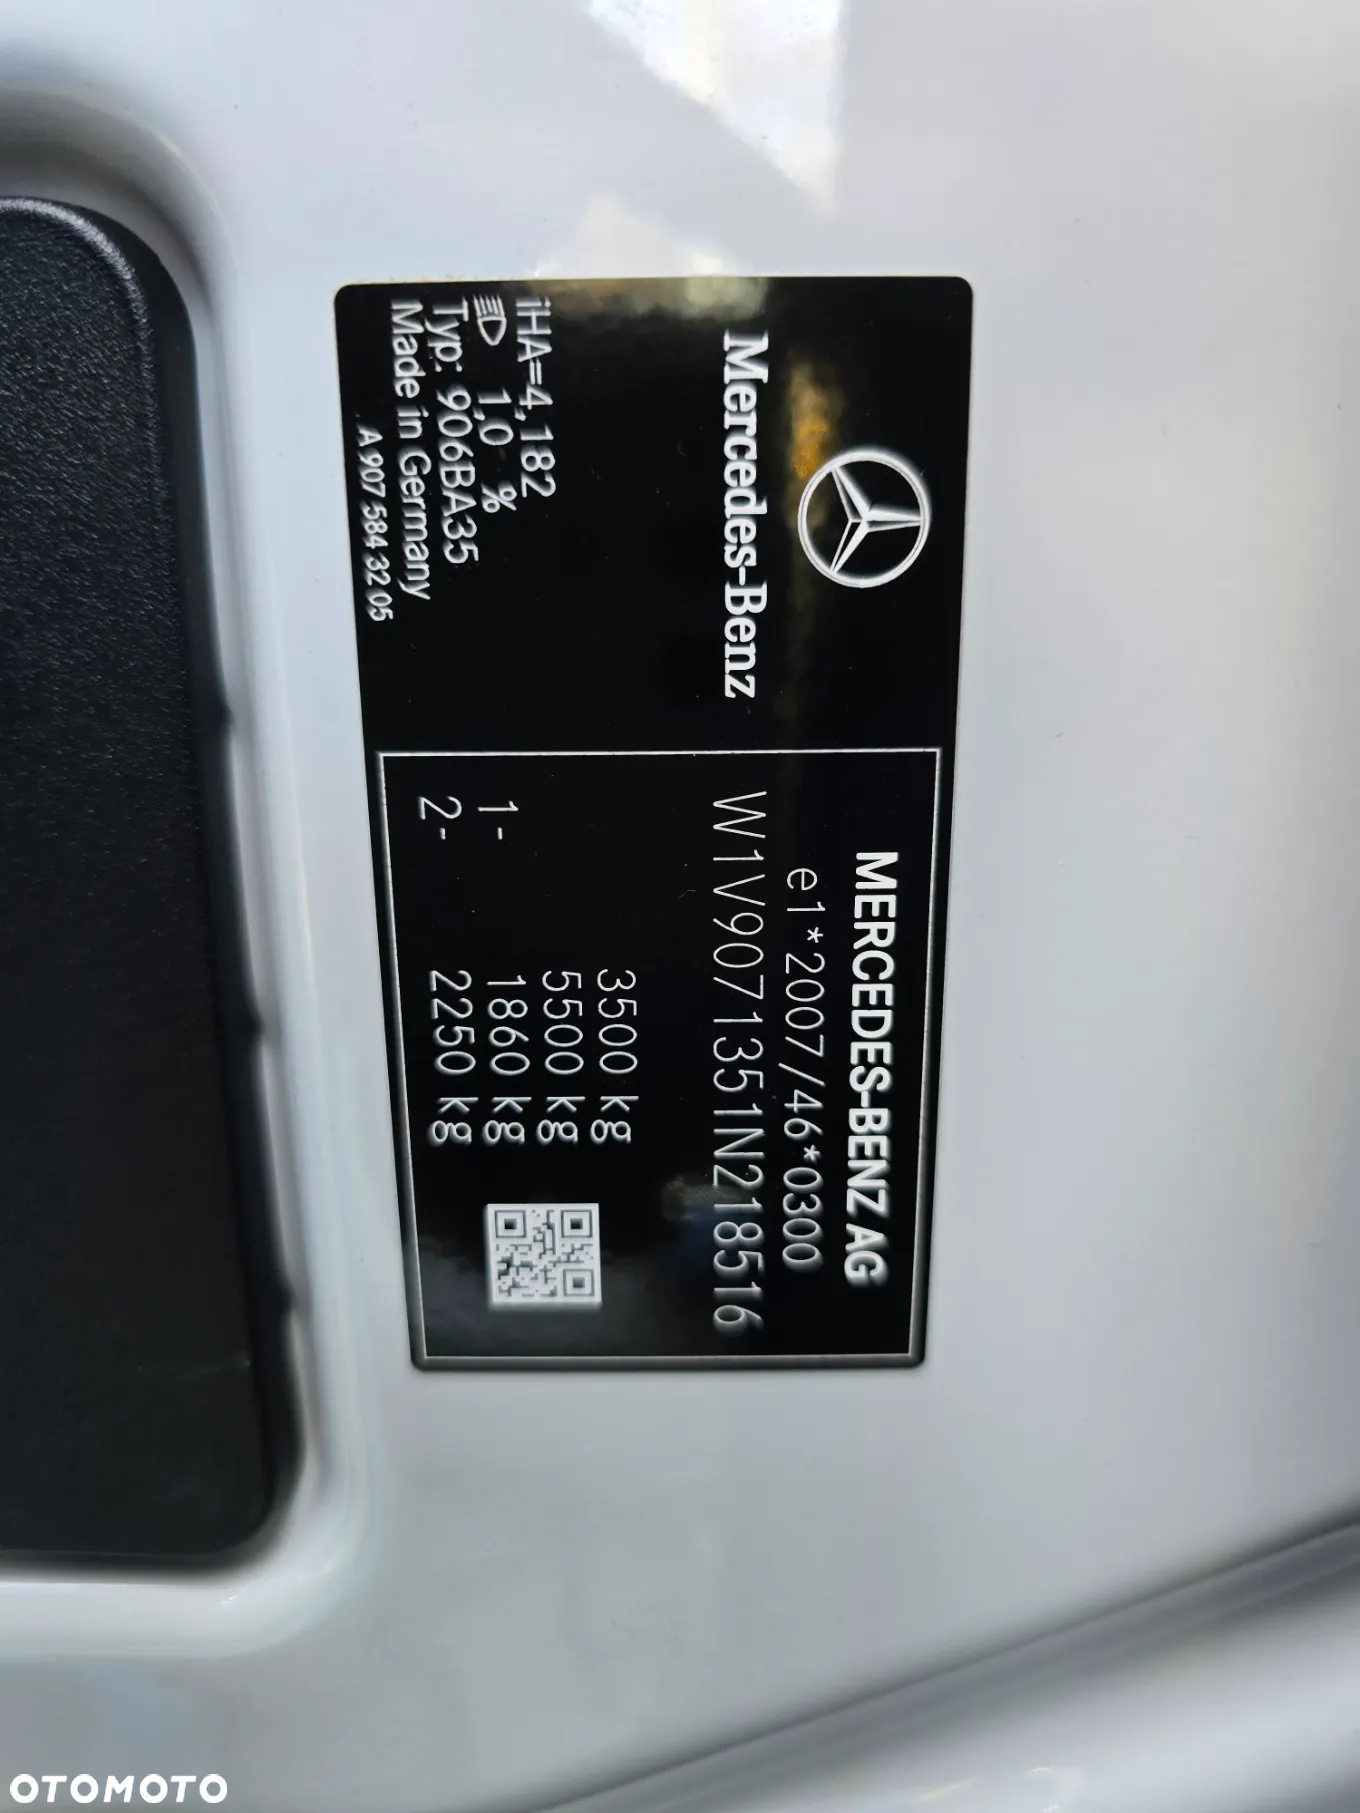 Mercedes-Benz
iHA=4,182
1,0 %
Typ: 906BA35
Made in Germany
A 907 584 32 05
MERCEDES-BENZ AG
e1*2007/46*0300
W1V9071351N218516
3500 kg
5500 kg
1- 1860 kg
2- 2250 kg
OTOMOTO